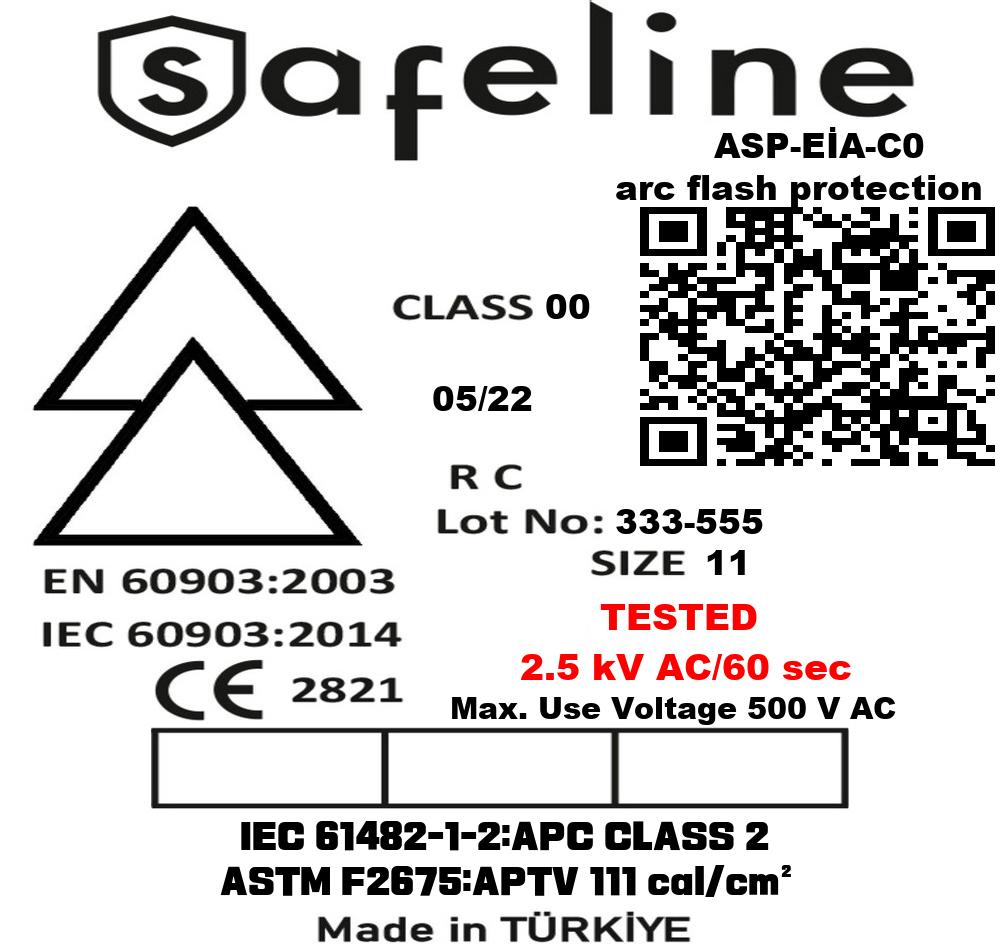 safeline
ASP-EİA-C0
arc flash protection
CLASS 00
05/22
R C
Lot No: 333-555
SIZE 11
EN 60903:2003
IEC 60903:2014
TESTED
2.5 kV AC/60 sec
CE 2821
Max. Use Voltage 500 V AC
IEC 61482-1-2:APC CLASS 2
ASTM F2675:APTV 111 cal/cm²
Made in TÜRKİYE